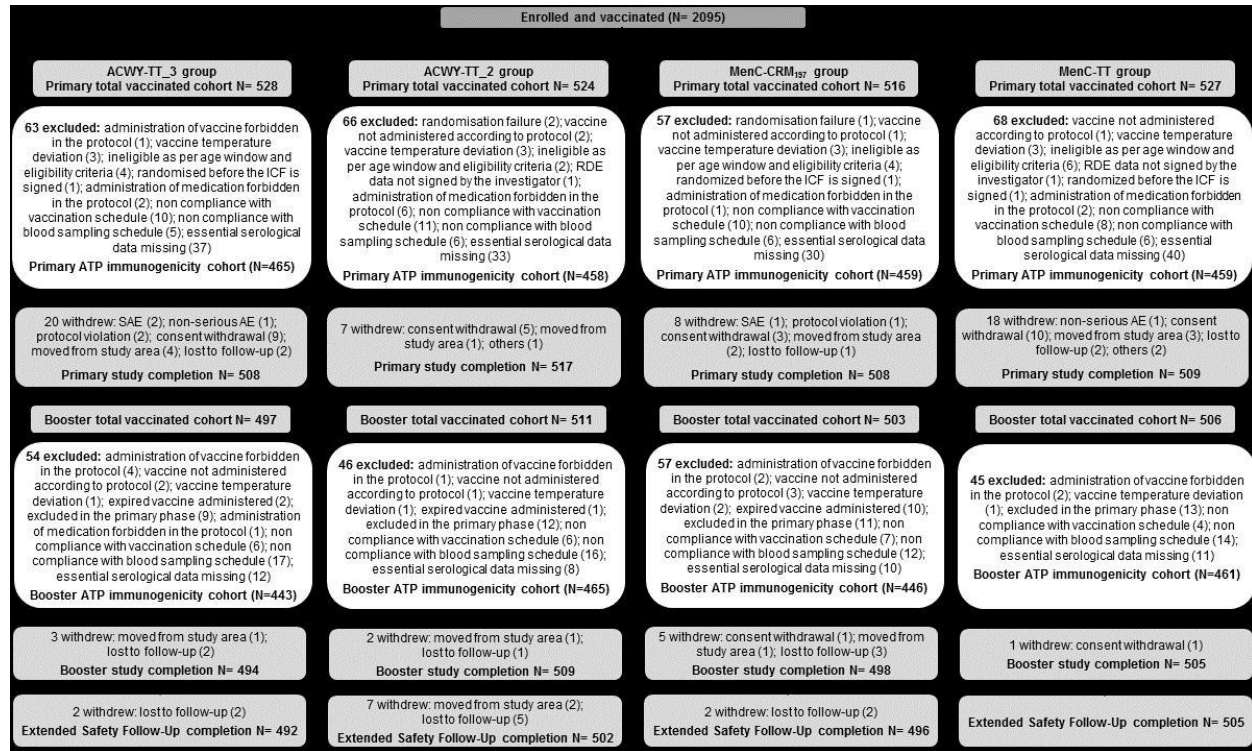 Enrolled and vaccinated (N= 2095)
ACWY-TT_3 group
Primary total vaccinated cohort N= 528
ACWY-TT_2 group
Primary total vaccinated cohort N= 524
MenC-CRM₁₉₇ group
Primary total vaccinated cohort N= 516
MenC-TT group
Primary total vaccinated cohort N= 527
63 excluded: administration of vaccine forbidden
in the protocol (1); vaccine temperature
deviation (3); ineligible as per age window and
eligibility criteria (4); randomised before the ICF is
signed (1); administration of medication forbidden
in the protocol (2); non compliance with
vaccination schedule (10); non compliance with
blood sampling schedule (5); essential serological
data missing (37)
Primary ATP immunogenicity cohort (N=465)
66 excluded: randomisation failure (2); vaccine
not administered according to protocol (2);
vaccine temperature deviation (3); ineligible as
per age window and eligibility criteria (2); RDE
data not signed by the investigator (1);
administration of medication forbidden in the
protocol (6); non compliance with vaccination
schedule (11); non compliance with blood
sampling schedule (6); essential serological data
missing (33)
Primary ATP immunogenicity cohort (N=458)
57 excluded: randomisation failure (1); vaccine
not administered according to protocol (1);
vaccine temperature deviation (3); ineligible as
per age window and eligibility criteria (4);
randomized before the ICF is signed (1);
administration of medication forbidden in the
protocol (1); non compliance with vaccination
schedule (10); non compliance with blood
sampling schedule (6); essential serological data
missing (30)
Primary ATP immunogenicity cohort (N=459)
68 excluded: vaccine not administered
according to protocol (1); vaccine temperature
deviation (3); ineligible as per age window and
eligibility criteria (6); RDE data not signed by the
investigator (1); randomized before the ICF is
signed (1); administration of medication forbidden
in the protocol (2); non compliance with
vaccination schedule (8); non compliance with
blood sampling schedule (6); essential
serological data missing (40)
Primary ATP immunogenicity cohort (N=459)
20 withdrew: SAE (2); non-serious AE (1);
protocol violation (2); consent withdrawal (9);
moved from study area (4); lost to follow-up (2)
Primary study completion N= 508
7 withdrew: consent withdrawal (5); moved from
study area (1); others (1)
Primary study completion N= 517
8 withdrew: SAE (1); protocol violation (1);
consent withdrawal (3); moved from study area
(2); lost to follow-up (1)
Primary study completion N= 508
18 withdrew: non-serious AE (1); consent
withdrawal (10); moved from study area (3); lost to
follow-up (2); others (2)
Primary study completion N= 509
Booster total vaccinated cohort N= 497
Booster total vaccinated cohort N= 511
Booster total vaccinated cohort N= 503
Booster total vaccinated cohort N= 506
54 excluded: administration of vaccine forbidden
in the protocol (4); vaccine not administered
according to protocol (2); vaccine temperature
deviation (1); expired vaccine administered (2);
excluded in the primary phase (9); administration
of medication forbidden in the protocol (1); non
compliance with vaccination schedule (6); non
compliance with blood sampling schedule (17);
essential serological data missing (12)
Booster ATP immunogenicity cohort (N=443)
46 excluded: administration of vaccine forbidden
in the protocol (1); vaccine not administered
according to protocol (1); vaccine temperature
deviation (1); expired vaccine administered (1);
excluded in the primary phase (12); non
compliance with vaccination schedule (6); non
compliance with blood sampling schedule (16);
essential serological data missing (8)
Booster ATP immunogenicity cohort (N=465)
57 excluded: administration of vaccine forbidden
in the protocol (2); vaccine not administered
according to protocol (3); vaccine temperature
deviation (2); expired vaccine administered (10);
excluded in the primary phase (11); non
compliance with vaccination schedule (7); non
compliance with blood sampling schedule (12);
essential serological data missing (10)
Booster ATP immunogenicity cohort (N=446)
45 excluded: administration of vaccine forbidden
in the protocol (2); vaccine temperature deviation
(1); excluded in the primary phase (13); non
compliance with vaccination schedule (4); non
compliance with blood sampling schedule (14);
essential serological data missing (11)
Booster ATP immunogenicity cohort (N=461)
3 withdrew: moved from study area (1);
lost to follow-up (2)
Booster study completion N= 494
2 withdrew: moved from study area (1);
lost to follow-up (1)
Booster study completion N= 509
5 withdrew: consent withdrawal (1); moved from
study area (1); lost to follow-up (3)
Booster study completion N= 498
1 withdrew: consent withdrawal (1)
Booster study completion N= 505
2 withdrew: lost to follow-up (2)
Extended Safety Follow-Up completion N= 492
7 withdrew: moved from study area (2);
lost to follow-up (5)
Extended Safety Follow-Up completion N= 502
2 withdrew: lost to follow-up (2)
Extended Safety Follow-Up completion N= 496
Extended Safety Follow-Up completion N= 505